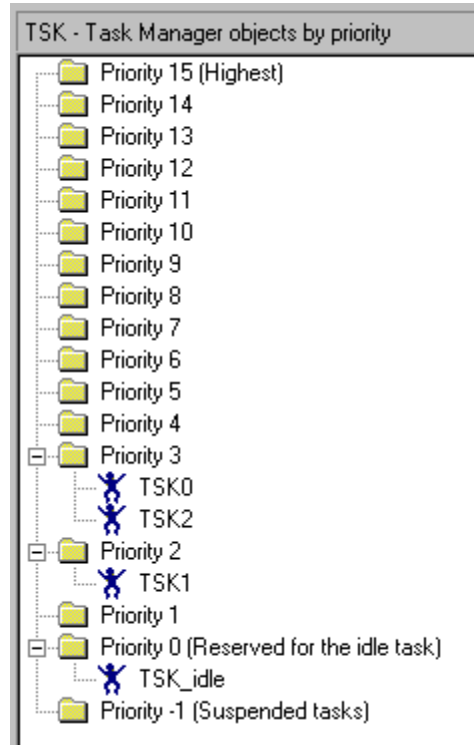 TSK - Task Manager objects by priority
Priority 15 (Highest)
Priority 14
Priority 13
Priority 12
Priority 11
Priority 10
Priority 9
Priority 8
Priority 7
Priority 6
Priority 5
Priority 4
Priority 3
TSK0
TSK2
Priority 2
TSK1
Priority 1
Priority 0 (Reserved for the idle task)
TSK_idle
Priority -1 (Suspended tasks)